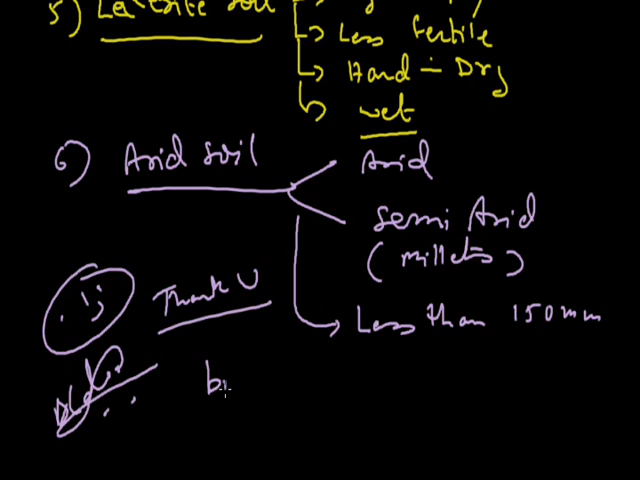 5) Laterite soil
Less fertile
Hard - Dry
wet
6) Arid soil
Arid
Semi Arid
(millets)
Thank U
Less than 150mm